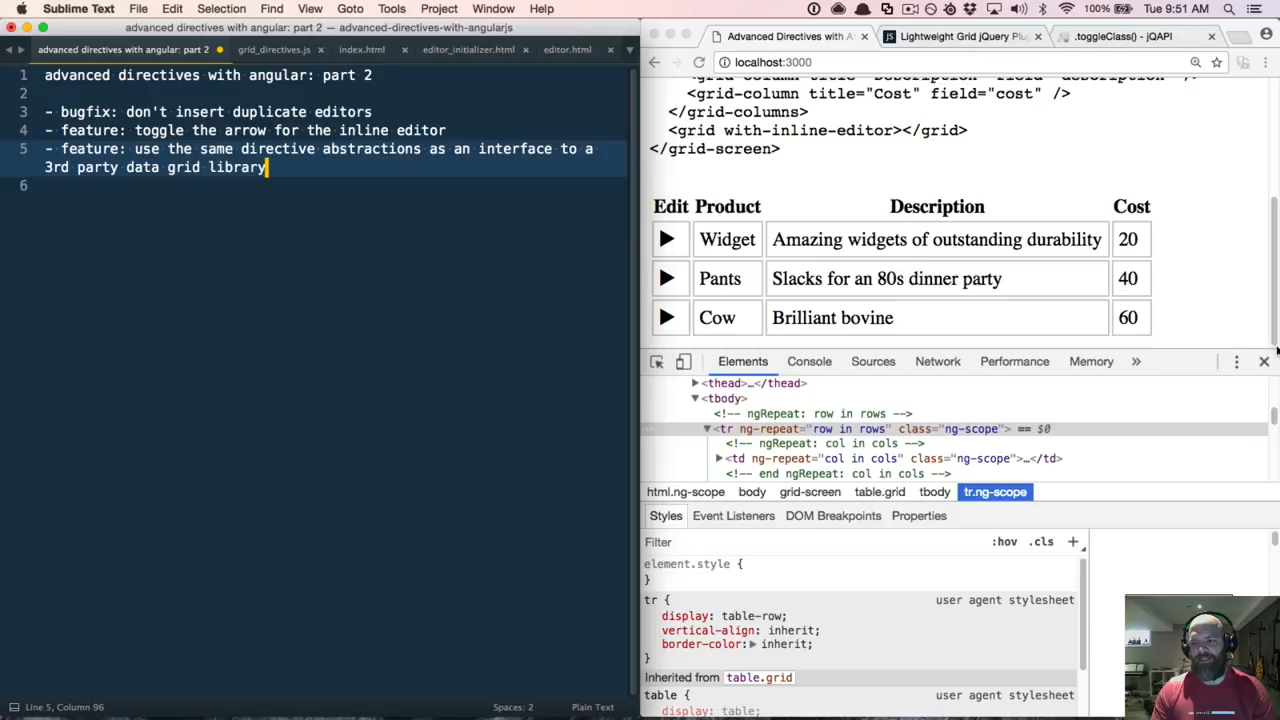 Sublime Text File Edit Selection Find View Goto Tools Project Window Help 100% Tue 9:51 AM
advanced directives with angular: part 2 — advanced-directives-with-angularjs
advanced directives with angular: part 2 grid_directives.js index.html editor_initializer.html editor.html
1 advanced directives with angular: part 2
2
3 - bugfix: don't insert duplicate editors
4 - feature: toggle the arrow for the inline editor
5 - feature: use the same directive abstractions as an interface to a
3rd party data grid library
6
Line 5, Column 96 Spaces: 2 Plain Text
Advanced Directives with A Lightweight Grid jQuery Plu .toggleClass() - jQAPI
localhost:3000
<grid-column title="Description" field="description" />
<grid-column title="Cost" field="cost" />
</grid-columns>
<grid with-inline-editor></grid>
</grid-screen>
Edit Product Description Cost
▶ Widget Amazing widgets of outstanding durability 20
▶ Pants Slacks for an 80s dinner party 40
▶ Cow Brilliant bovine 60
Elements Console Sources Network Performance Memory »
▶<thead>…</thead>
▼<tbody>
<!-- ngRepeat: row in rows -->
▼<tr ng-repeat="row in rows" class="ng-scope"> == $0
<!-- ngRepeat: col in cols -->
▶<td ng-repeat="col in cols" class="ng-scope">…</td>
<!-- end ngRepeat: col in cols -->
html.ng-scope body grid-screen table.grid tbody tr.ng-scope
Styles Event Listeners DOM Breakpoints Properties
Filter :hov .cls +
element.style {
}
tr { user agent stylesheet
display: table-row;
vertical-align: inherit;
border-color:▶inherit;
}
Inherited from table.grid
table { user agent stylesheet
display: table;